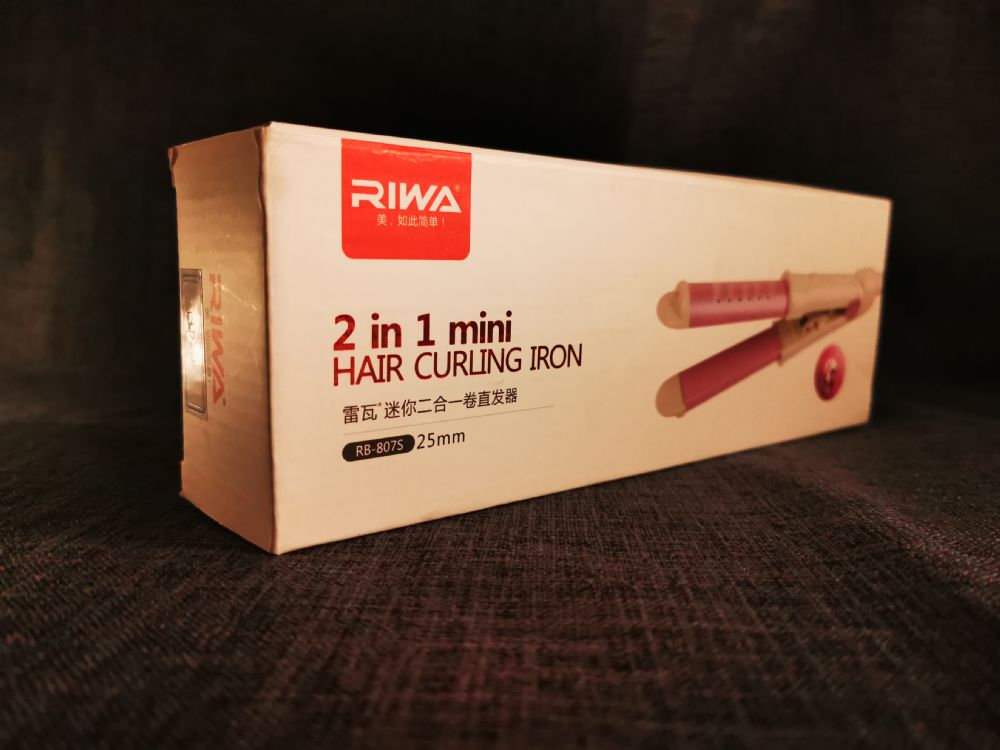 RIWA®
美,如此简单!
2 in 1 mini
HAIR CURLING IRON
雷瓦®迷你二合一卷直发器
RB-807S 25mm
RIWA